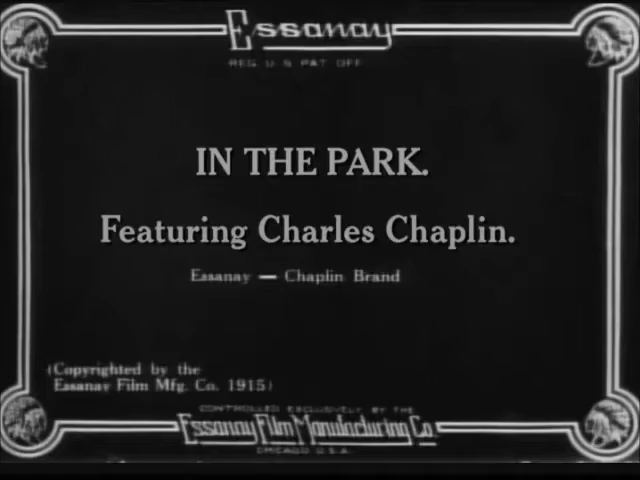 Essanay
REG. U.S. PAT. OFF.
IN THE PARK.
Featuring Charles Chaplin.
Essanay — Chaplin Brand
(Copyrighted by the
Essanay Film Mfg. Co. 1915)
CONTROLLED EXCLUSIVELY BY THE
Essanay Film Manufacturing Co.
CHICAGO U.S.A.